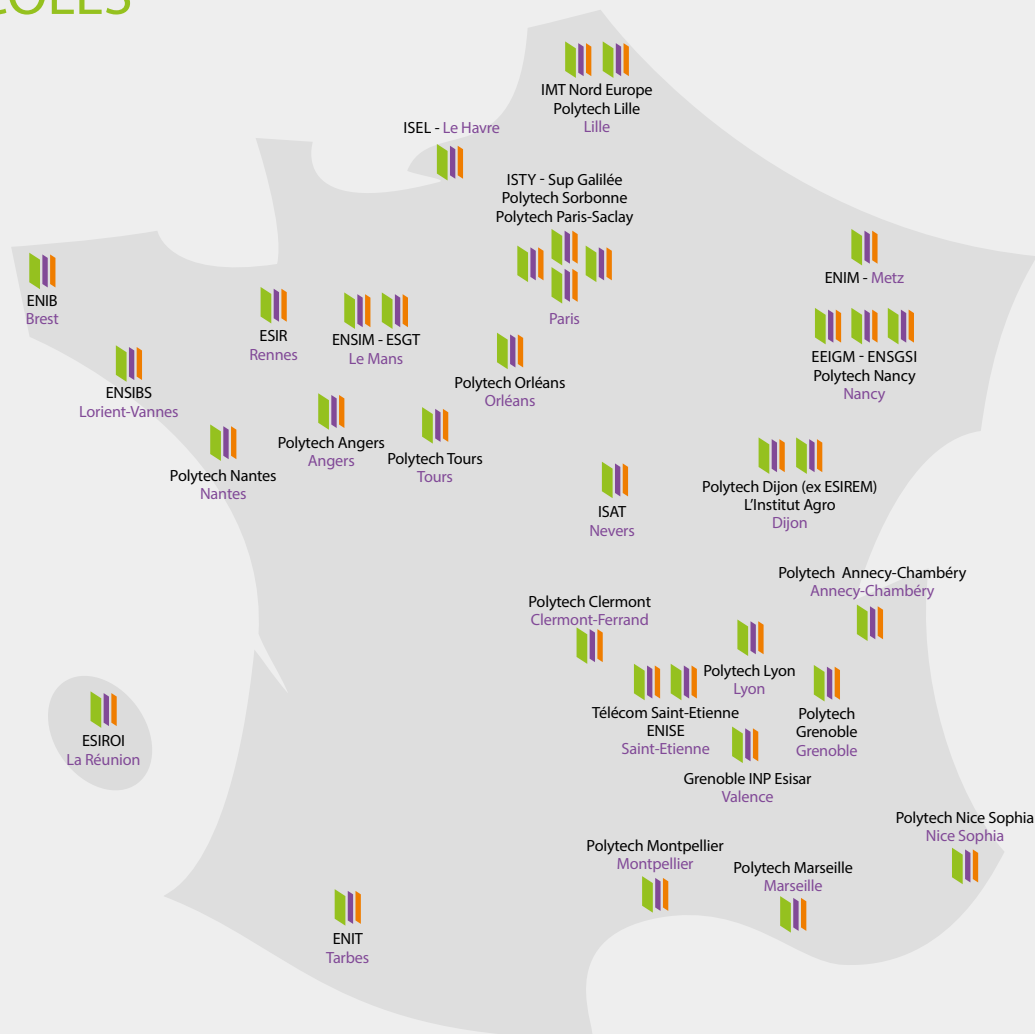 IMT Nord Europe
Polytech Lille
Lille
ISEL - Le Havre
ISTY - Sup Galilée
Polytech Sorbonne
Polytech Paris-Saclay
Paris
ENIM - Metz
ENIB
Brest
ESIR
Rennes
ENSIM - ESGT
Le Mans
EEIGM - ENSGSI
Polytech Nancy
Nancy
Polytech Orléans
Orléans
ENSIBS
Lorient-Vannes
Polytech Angers
Angers
Polytech Tours
Tours
Polytech Nantes
Nantes
ISAT
Nevers
Polytech Dijon (ex ESIREM)
L'Institut Agro
Dijon
Polytech Annecy-Chambéry
Annecy-Chambéry
Polytech Clermont
Clermont-Ferrand
Polytech Lyon
Lyon
Télécom Saint-Etienne
ENISE
Saint-Etienne
Polytech
Grenoble
Grenoble
ESIROI
La Réunion
Grenoble INP Esisar
Valence
Polytech Nice Sophia
Nice Sophia
Polytech Montpellier
Montpellier
Polytech Marseille
Marseille
ENIT
Tarbes